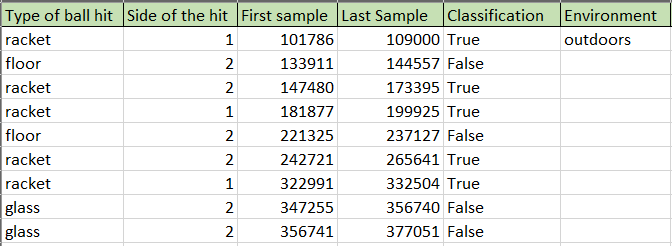 Type of ball hit Side of the hit First sample Last Sample Classification Environment
racket 1 101786 109000 True outdoors
floor 2 133911 144557 False
racket 2 147480 173395 True
racket 1 181877 199925 True
floor 2 221325 237127 False
racket 2 242721 265641 True
racket 1 322991 332504 True
glass 2 347255 356740 False
glass 2 356741 377051 False